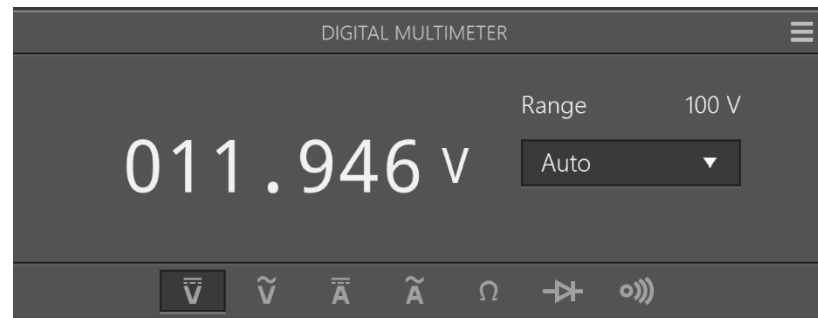 DIGITAL MULTIMETER
Range 100 V
011.946 V
Auto
V V A A Ω